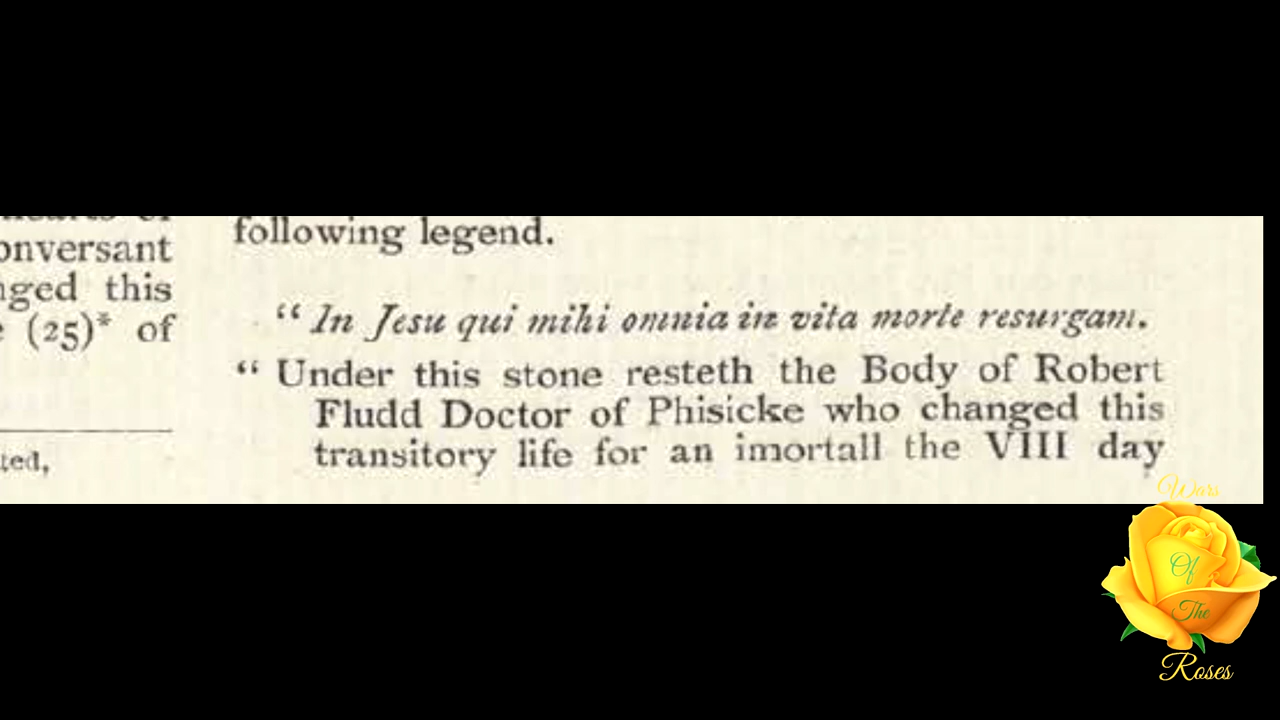 hearts of
onversant
nged this
(25)* of
ted,
following legend.
“ In Jesu qui mihi omnia in vita morte resurgam.
“ Under this stone resteth the Body of Robert
Fludd Doctor of Phisicke who changed this
transitory life for an imortall the VIII day
Wars
Of
The
Roses